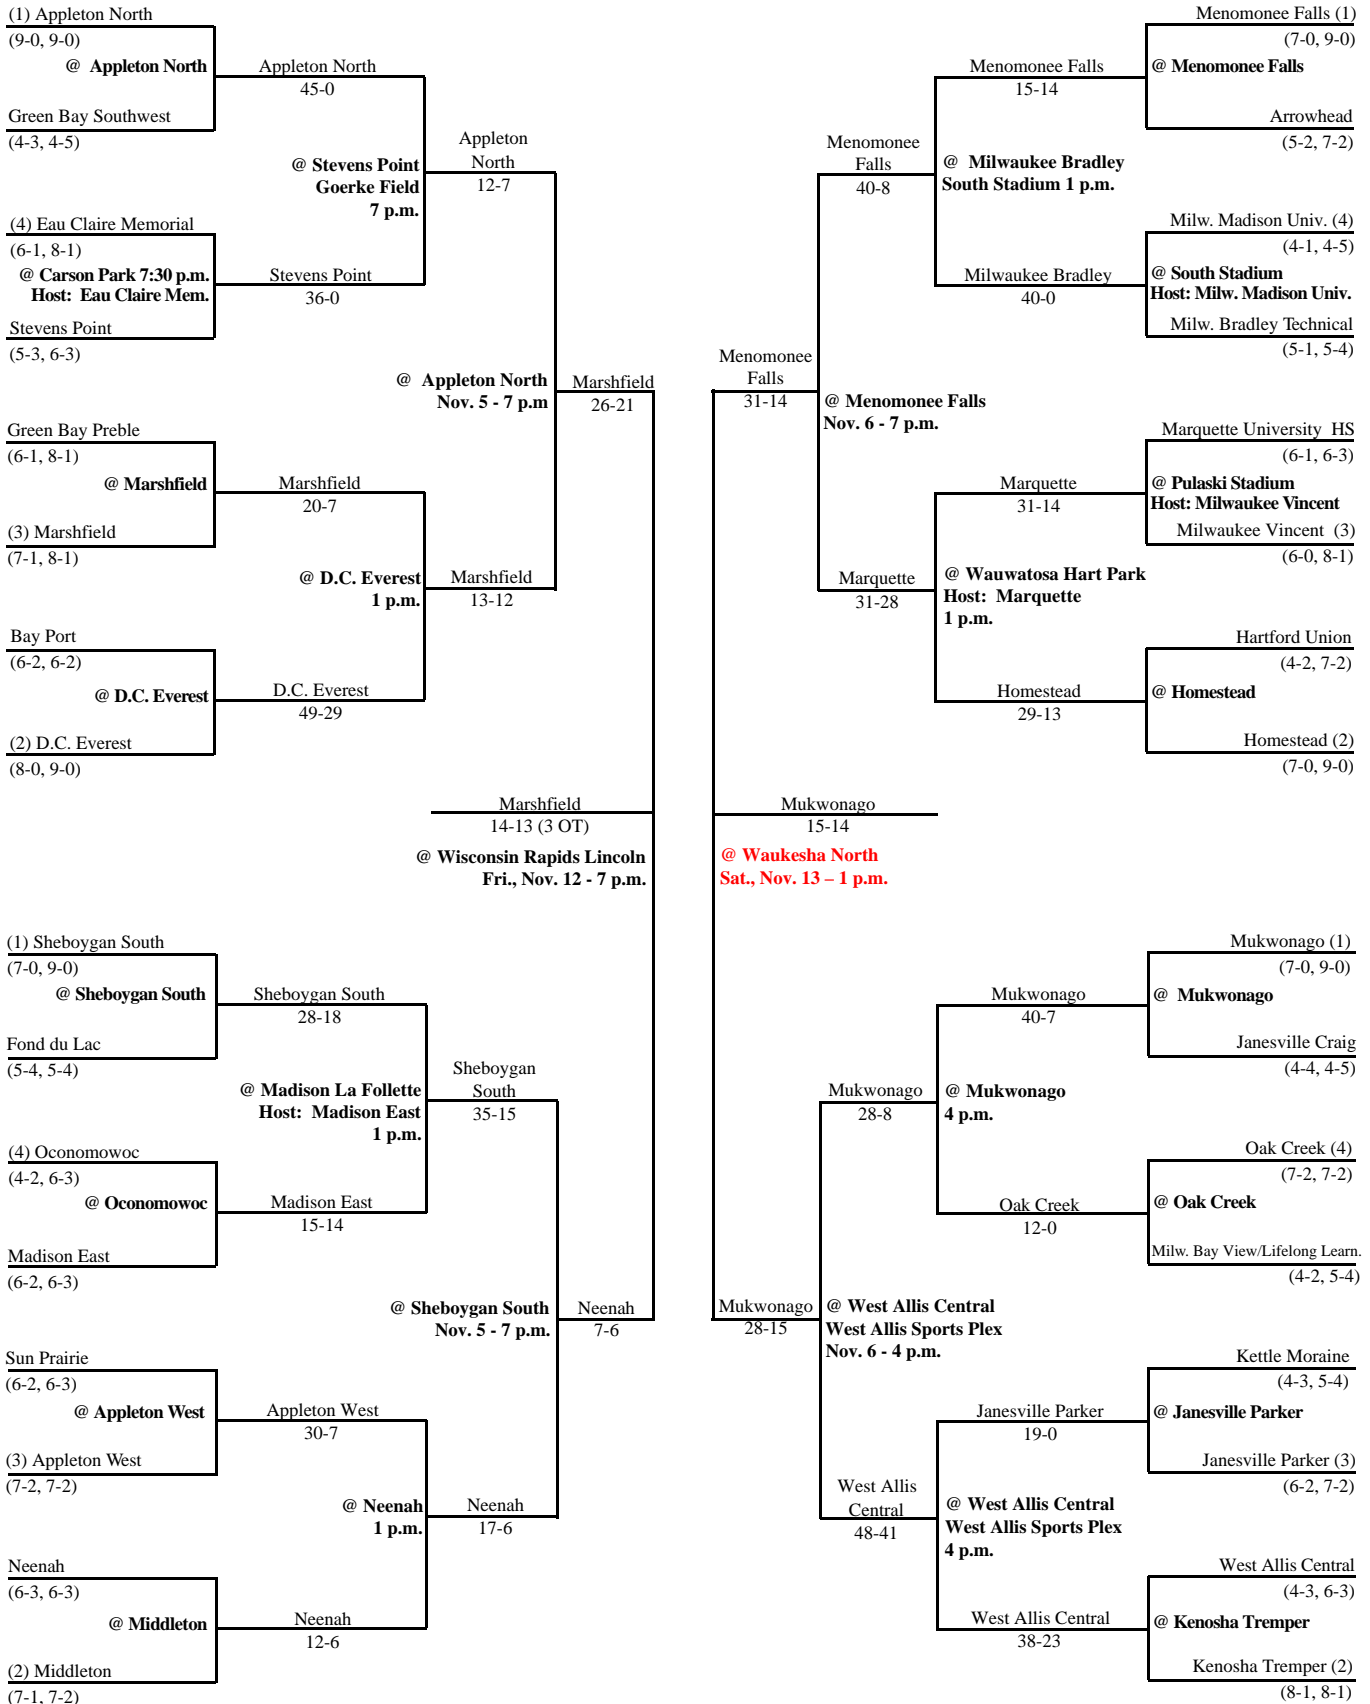 (1) Appleton North
(9-0, 9-0)
@ Appleton North
Green Bay Southwest
(4-3, 4-5)
Appleton North
45-0
@ Stevens Point
Goerke Field
7 p.m.
(4) Eau Claire Memorial
(6-1, 8-1)
@ Carson Park 7:30 p.m.
Host: Eau Claire Mem.
Stevens Point
(5-3, 6-3)
Stevens Point
36-0
Appleton
North
12-7
@ Appleton North
Nov. 5 - 7 p.m
Green Bay Preble
(6-1, 8-1)
@ Marshfield
(3) Marshfield
(7-1, 8-1)
Marshfield
20-7
@ D.C. Everest
1 p.m.
Bay Port
(6-2, 6-2)
@ D.C. Everest
(2) D.C. Everest
(8-0, 9-0)
D.C. Everest
49-29
Marshfield
13-12
Marshfield
26-21
Marshfield
14-13 (3 OT)
@ Wisconsin Rapids Lincoln
Fri., Nov. 12 - 7 p.m.
(1) Sheboygan South
(7-0, 9-0)
@ Sheboygan South
Fond du Lac
(5-4, 5-4)
Sheboygan South
28-18
@ Madison La Follette
Host: Madison East
1 p.m.
(4) Oconomowoc
(4-2, 6-3)
@ Oconomowoc
Madison East
(6-2, 6-3)
Madison East
15-14
Sheboygan
South
35-15
@ Sheboygan South
Nov. 5 - 7 p.m.
Neenah
7-6
Sun Prairie
(6-2, 6-3)
@ Appleton West
(3) Appleton West
(7-2, 7-2)
Appleton West
30-7
@ Neenah
1 p.m.
Neenah
17-6
Neenah
(6-3, 6-3)
@ Middleton
(2) Middleton
(7-1, 7-2)
Neenah
12-6
Menomonee Falls (1)
(7-0, 9-0)
@ Menomonee Falls
Arrowhead
(5-2, 7-2)
Menomonee Falls
15-14
@ Milwaukee Bradley
South Stadium 1 p.m.
Milw. Madison Univ. (4)
(4-1, 4-5)
@ South Stadium
Host: Milw. Madison Univ.
Milw. Bradley Technical
(5-1, 5-4)
Milwaukee Bradley
40-0
Menomonee
Falls
40-8
Menomonee
Falls
31-14
@ Menomonee Falls
Nov. 6 - 7 p.m.
Marquette University HS
(6-1, 6-3)
@ Pulaski Stadium
Host: Milwaukee Vincent
Milwaukee Vincent (3)
(6-0, 8-1)
Marquette
31-14
@ Wauwatosa Hart Park
Host: Marquette
1 p.m.
Marquette
31-28
Hartford Union
(4-2, 7-2)
@ Homestead
Homestead (2)
(7-0, 9-0)
Homestead
29-13
Mukwonago
15-14
@ Waukesha North
Sat., Nov. 13 – 1 p.m.
Mukwonago (1)
(7-0, 9-0)
@ Mukwonago
Janesville Craig
(4-4, 4-5)
Mukwonago
40-7
@ Mukwonago
4 p.m.
Mukwonago
28-8
Oak Creek (4)
(7-2, 7-2)
@ Oak Creek
Milw. Bay View/Lifelong Learn.
(4-2, 5-4)
Oak Creek
12-0
Mukwonago
28-15
@ West Allis Central
West Allis Sports Plex
Nov. 6 - 4 p.m.
Kettle Moraine
(4-3, 5-4)
@ Janesville Parker
Janesville Parker (3)
(6-2, 7-2)
Janesville Parker
19-0
@ West Allis Central
West Allis Sports Plex
4 p.m.
West Allis
Central
48-41
West Allis Central
(4-3, 6-3)
@ Kenosha Tremper
Kenosha Tremper (2)
(8-1, 8-1)
West Allis Central
38-23